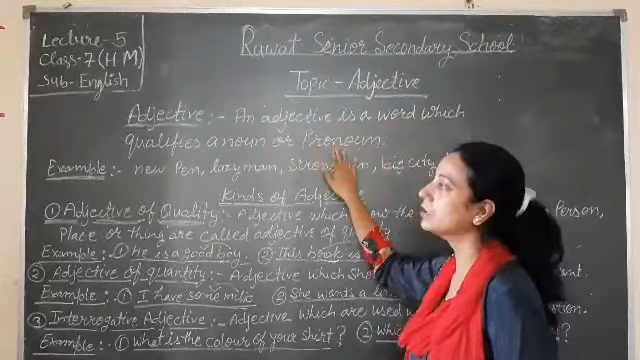 Lecture-5
Class-7 (H.M)
Sub-English
Rawat Senior Secondary School
Topic-Adjective
Adjective:- An adjective is a word which
qualifies a noun or Pronoun.
Example:- new Pen, lazy man, big city
Kinds of
① Adjective of Quality:- Adjective which the Person,
Place or thing are called adjective of
Example:- ① He is a good boy. ② This book is
② Adjective of quantity:- Adjective which
Example:- ① I have some milk ② She wants a
③ Interrogative Adjective:- Adjective which are used
Example:- ① What is the colour of your shirt? ② ?